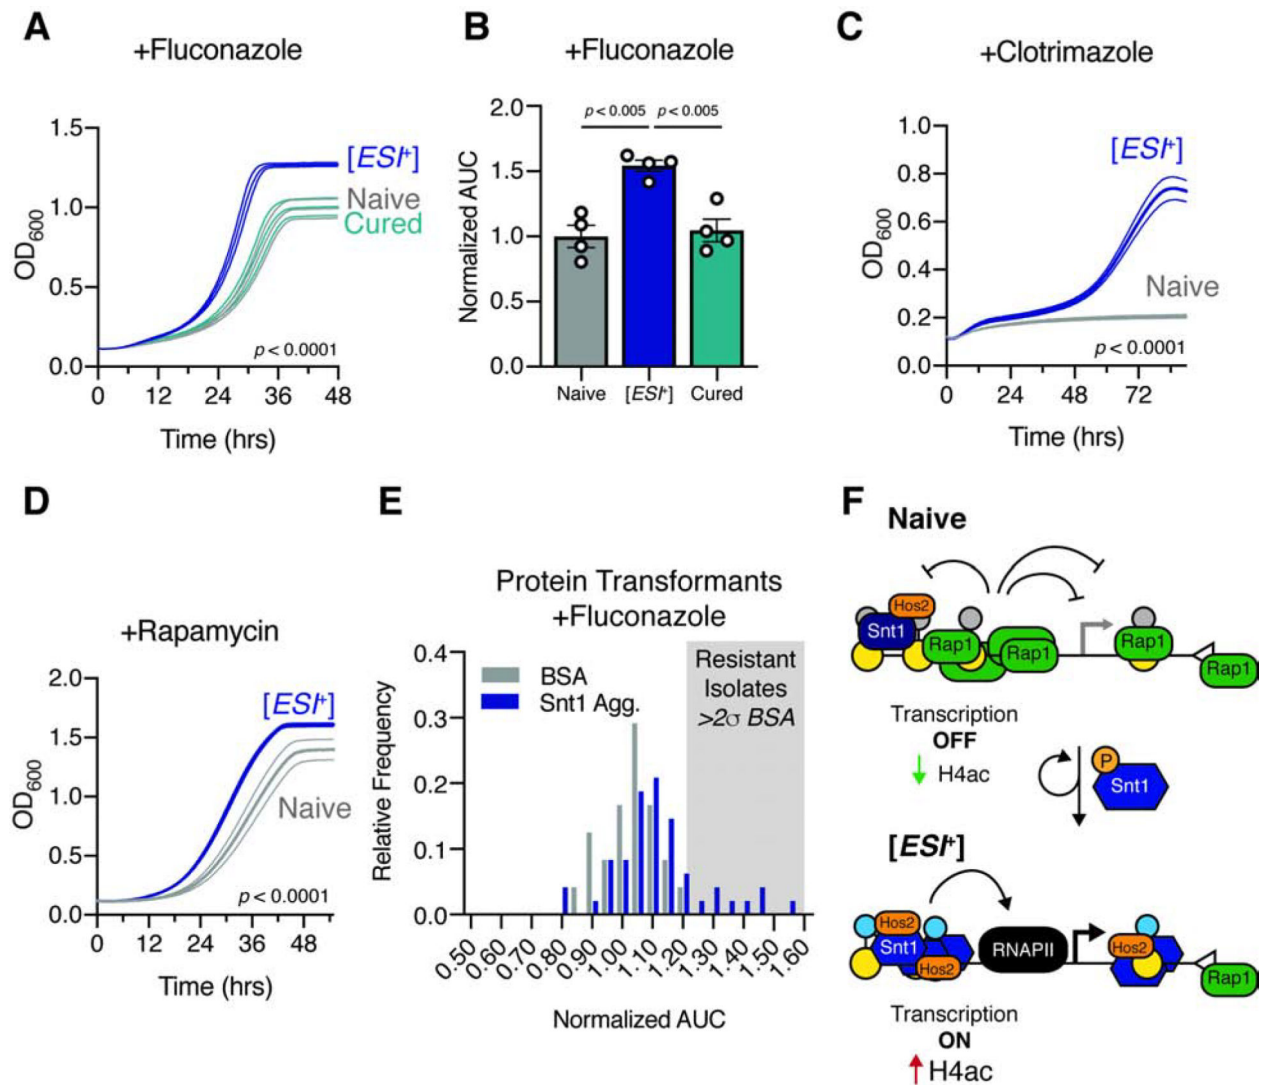 A
+Fluconazole
OD600
1.5
1.0
0.5
0.0
[ESI+]
Naive
Cured
p < 0.0001
0 12 24 36 48
Time (hrs)
B
+Fluconazole
Normalized AUC
2.0
1.5
1.0
0.5
0.0
p < 0.005 p < 0.005
Naive [ESI+] Cured
C
+Clotrimazole
OD600
1.0
0.8
0.6
0.4
0.2
0.0
[ESI+]
Naive
p < 0.0001
0 24 48 72
Time (hrs)
D
+Rapamycin
OD600
2.0
1.5
1.0
0.5
0.0
[ESI+]
Naive
p < 0.0001
0 12 24 36 48
Time (hrs)
E
Protein Transformants
+Fluconazole
Relative Frequency
0.4
0.3
0.2
0.1
0.0
BSA
Snt1 Agg.
Resistant
Isolates
>2σ BSA
0.50 0.60 0.70 0.80 0.90 1.00 1.10 1.20 1.30 1.40 1.50 1.60
Normalized AUC
F
Naive
Hos2
Snt1
Rap1
Rap1
Rap1
Rap1
Transcription
OFF
H4ac
P
Snt1
[ESI+]
Hos2
Snt1
Hos2
RNAPII
Hos2
Rap1
Transcription
ON
H4ac